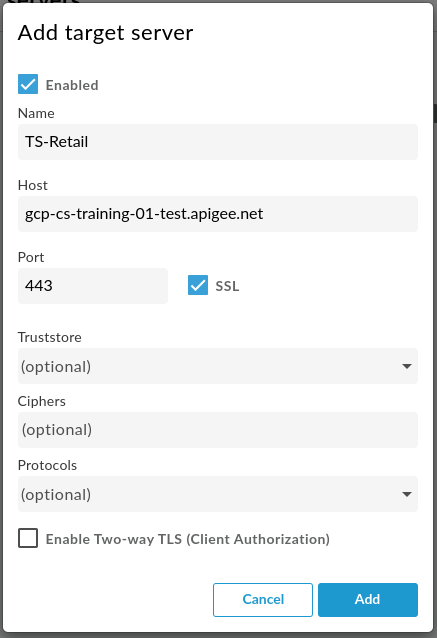 Add target server
Enabled
Name
TS-Retail
Host
gcp-cs-training-01-test.apigee.net
Port
443
SSL
Truststore
(optional)
Ciphers
(optional)
Protocols
(optional)
Enable Two-way TLS (Client Authorization)
Cancel
Add